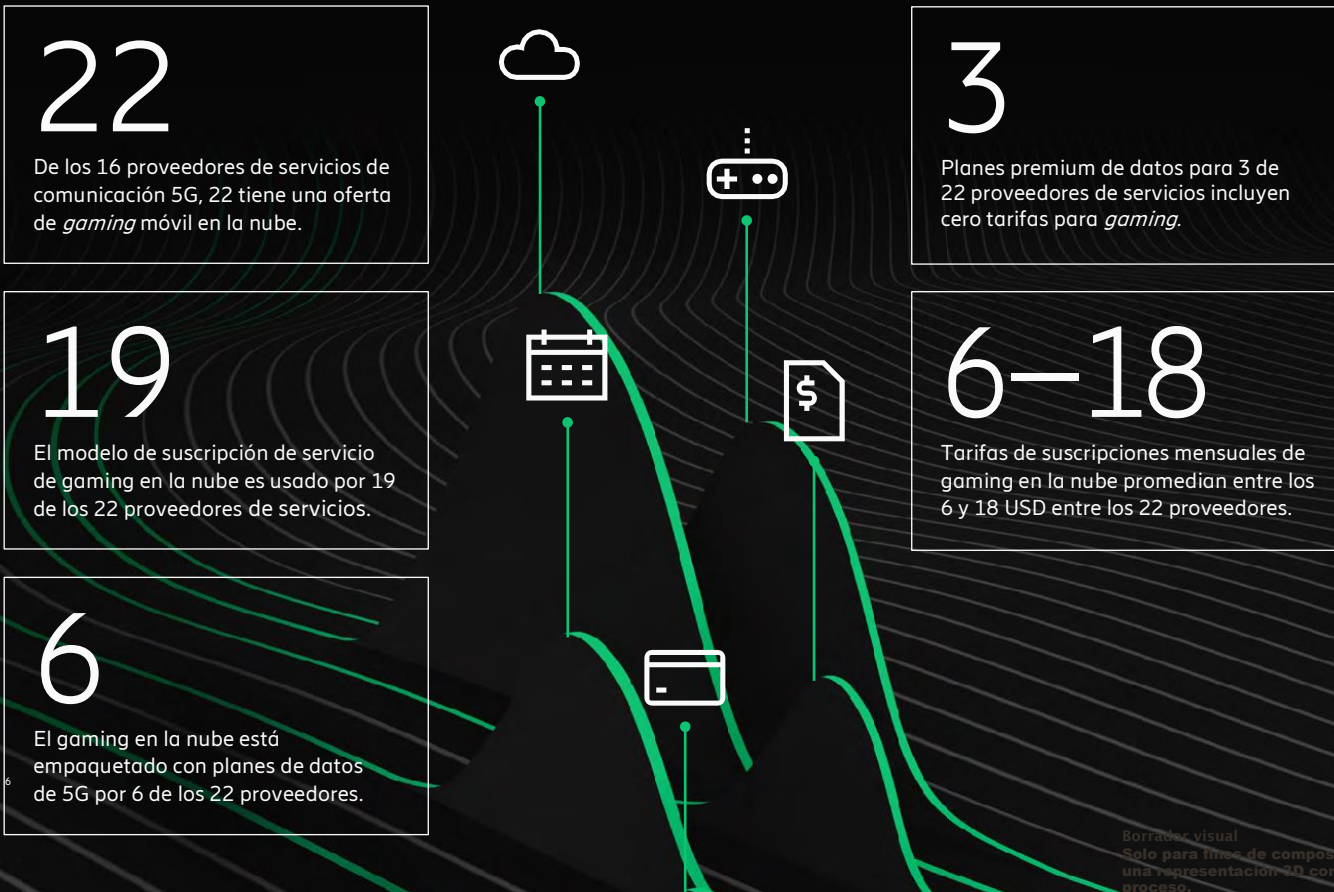 22
De los 16 proveedores de servicios de
comunicación 5G, 22 tiene una oferta
de gaming móvil en la nube.
19
El modelo de suscripción de servicio
de gaming en la nube es usado por 19
de los 22 proveedores de servicios.
6
El gaming en la nube está
empaquetado con planes de datos
de 5G por 6 de los 22 proveedores.
6
3
Planes premium de datos para 3 de
22 proveedores de servicios incluyen
cero tarifas para gaming.
6–18
Tarifas de suscripciones mensuales de
gaming en la nube promedian entre los
6 y 18 USD entre los 22 proveedores.
$
Borrador visual
Solo para fines de compos
una representación 3D con
proceso